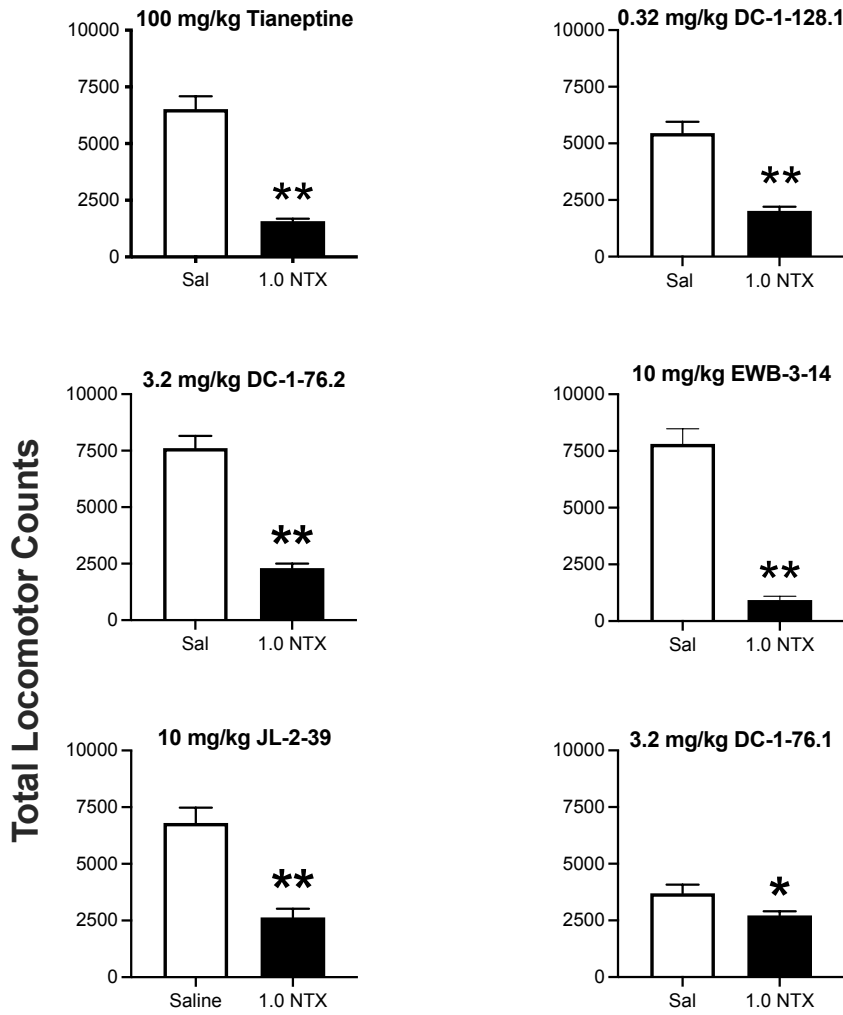 Total Locomotor Counts
100 mg/kg Tianeptine
10000
7500
5000
2500
0
**
Sal
1.0 NTX
0.32 mg/kg DC-1-128.1
10000
7500
5000
2500
0
**
Sal
1.0 NTX
3.2 mg/kg DC-1-76.2
10000
7500
5000
2500
0
**
Sal
1.0 NTX
10 mg/kg EWB-3-14
10000
7500
5000
2500
0
**
Sal
1.0 NTX
10 mg/kg JL-2-39
10000
7500
5000
2500
0
**
Saline
1.0 NTX
3.2 mg/kg DC-1-76.1
10000
7500
5000
2500
0
*
Sal
1.0 NTX